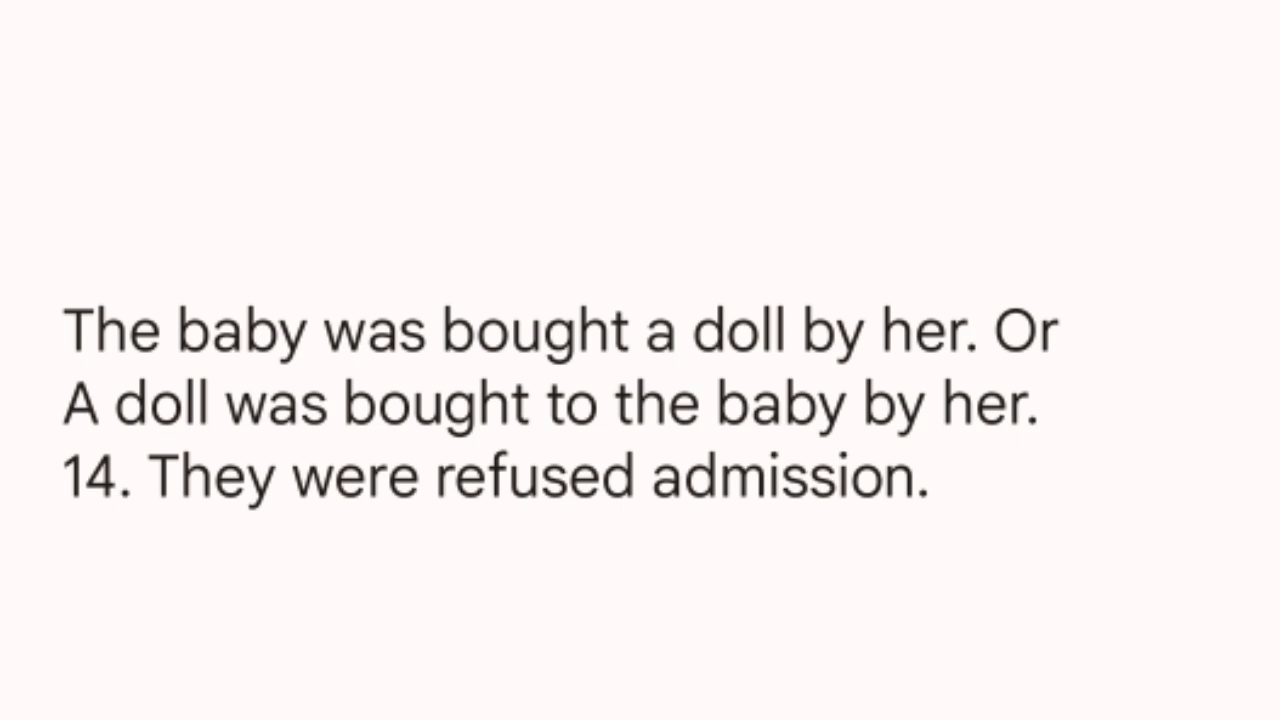 The baby was bought a doll by her. Or
A doll was bought to the baby by her.
14. They were refused admission.